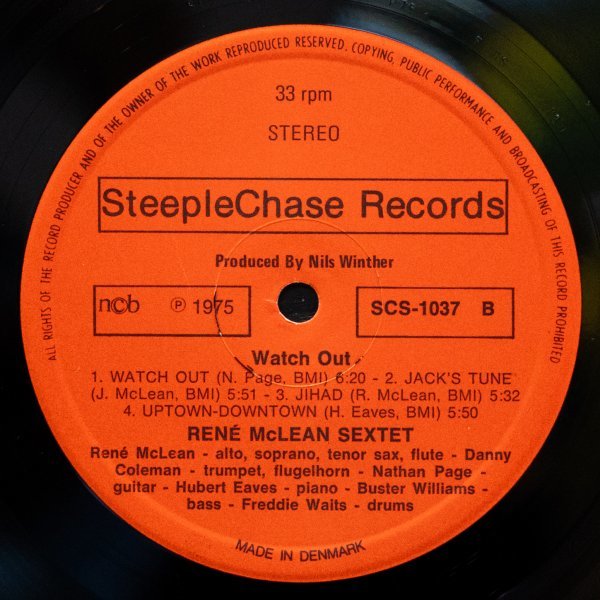 ALL RIGHTS OF THE RECORD PRODUCER AND OF THE OWNER OF THE WORK REPRODUCED RESERVED. COPYING, PUBLIC PERFORMANCE AND BROADCASTING OF THIS RECORD PROHIBITED
33 rpm
STEREO
SteepleChase Records
Produced By Nils Winther
n©b ℗ 1975 SCS-1037 B
Watch Out
1. WATCH OUT (N. Page, BMI) 6:20 - 2. JACK'S TUNE
(J. McLean, BMI) 5:51 - 3. JIHAD (R. McLean, BMI) 5:32
4. UPTOWN-DOWNTOWN (H. Eaves, BMI) 5:50
RENÉ McLEAN SEXTET
René McLean - alto, soprano, tenor sax, flute - Danny
Coleman - trumpet, flugelhorn - Nathan Page -
guitar - Hubert Eaves - piano - Buster Williams -
bass - Freddie Waits - drums
MADE IN DENMARK